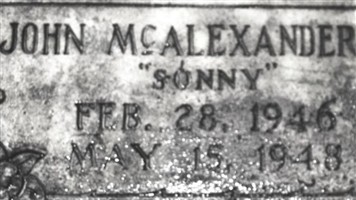 JOHN MCALEXANDER
"SONNY"
FEB. 28, 1946
MAY 15, 1948